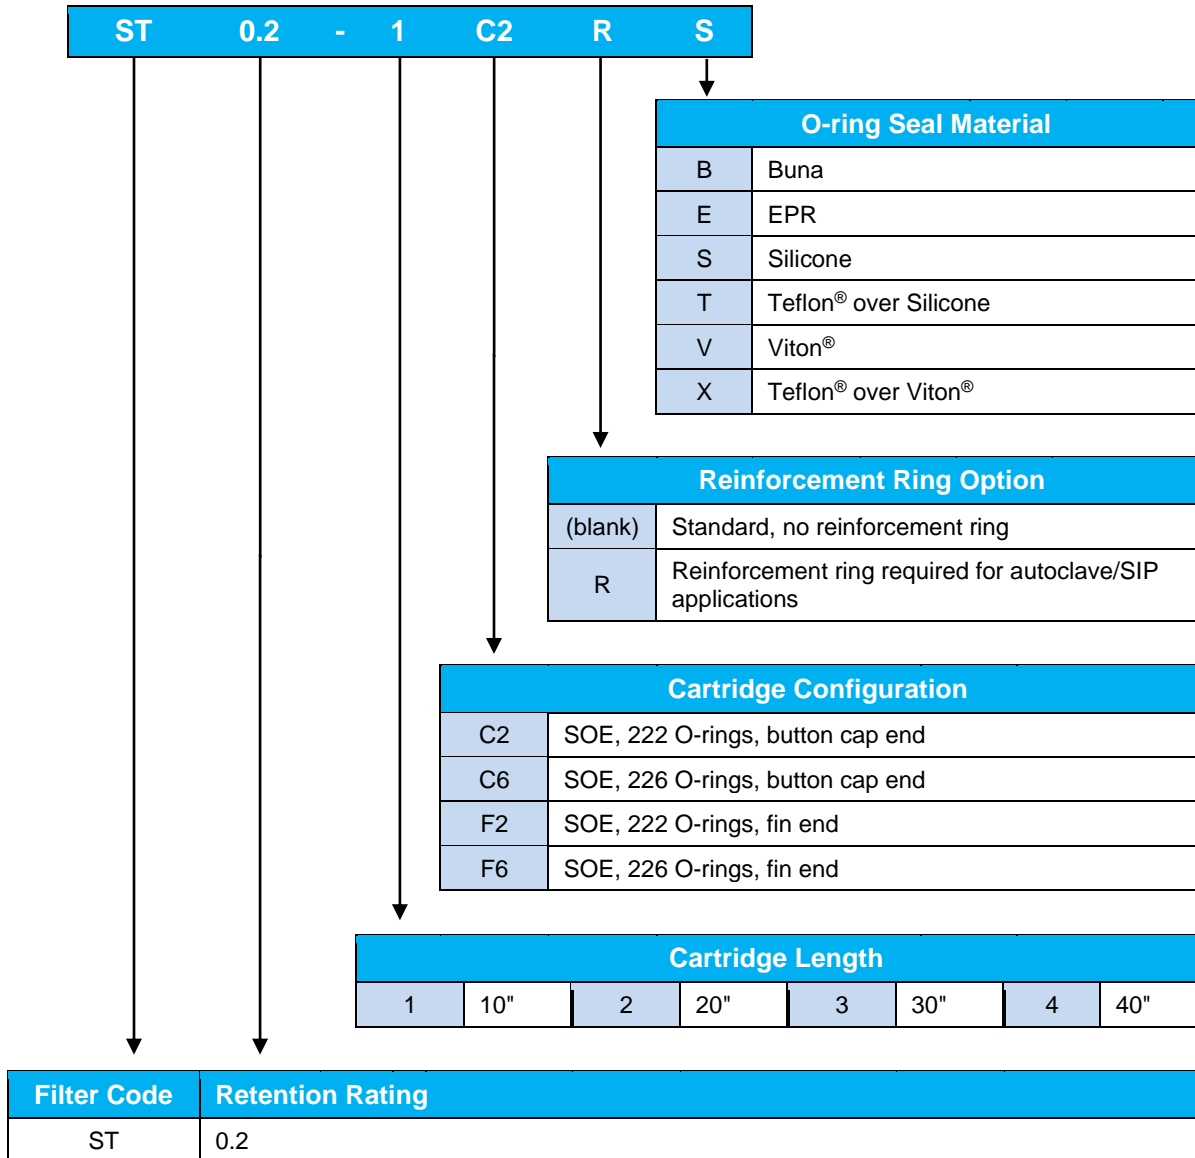 ST 0.2 - 1 C2 R S
O-ring Seal Material
B Buna
E EPR
S Silicone
T Teflon® over Silicone
V Viton®
X Teflon® over Viton®
Reinforcement Ring Option
(blank) Standard, no reinforcement ring
R Reinforcement ring required for autoclave/SIP
applications
Cartridge Configuration
C2 SOE, 222 O-rings, button cap end
C6 SOE, 226 O-rings, button cap end
F2 SOE, 222 O-rings, fin end
F6 SOE, 226 O-rings, fin end
Cartridge Length
1 10" 2 20" 3 30" 4 40"
Filter Code Retention Rating
ST 0.2